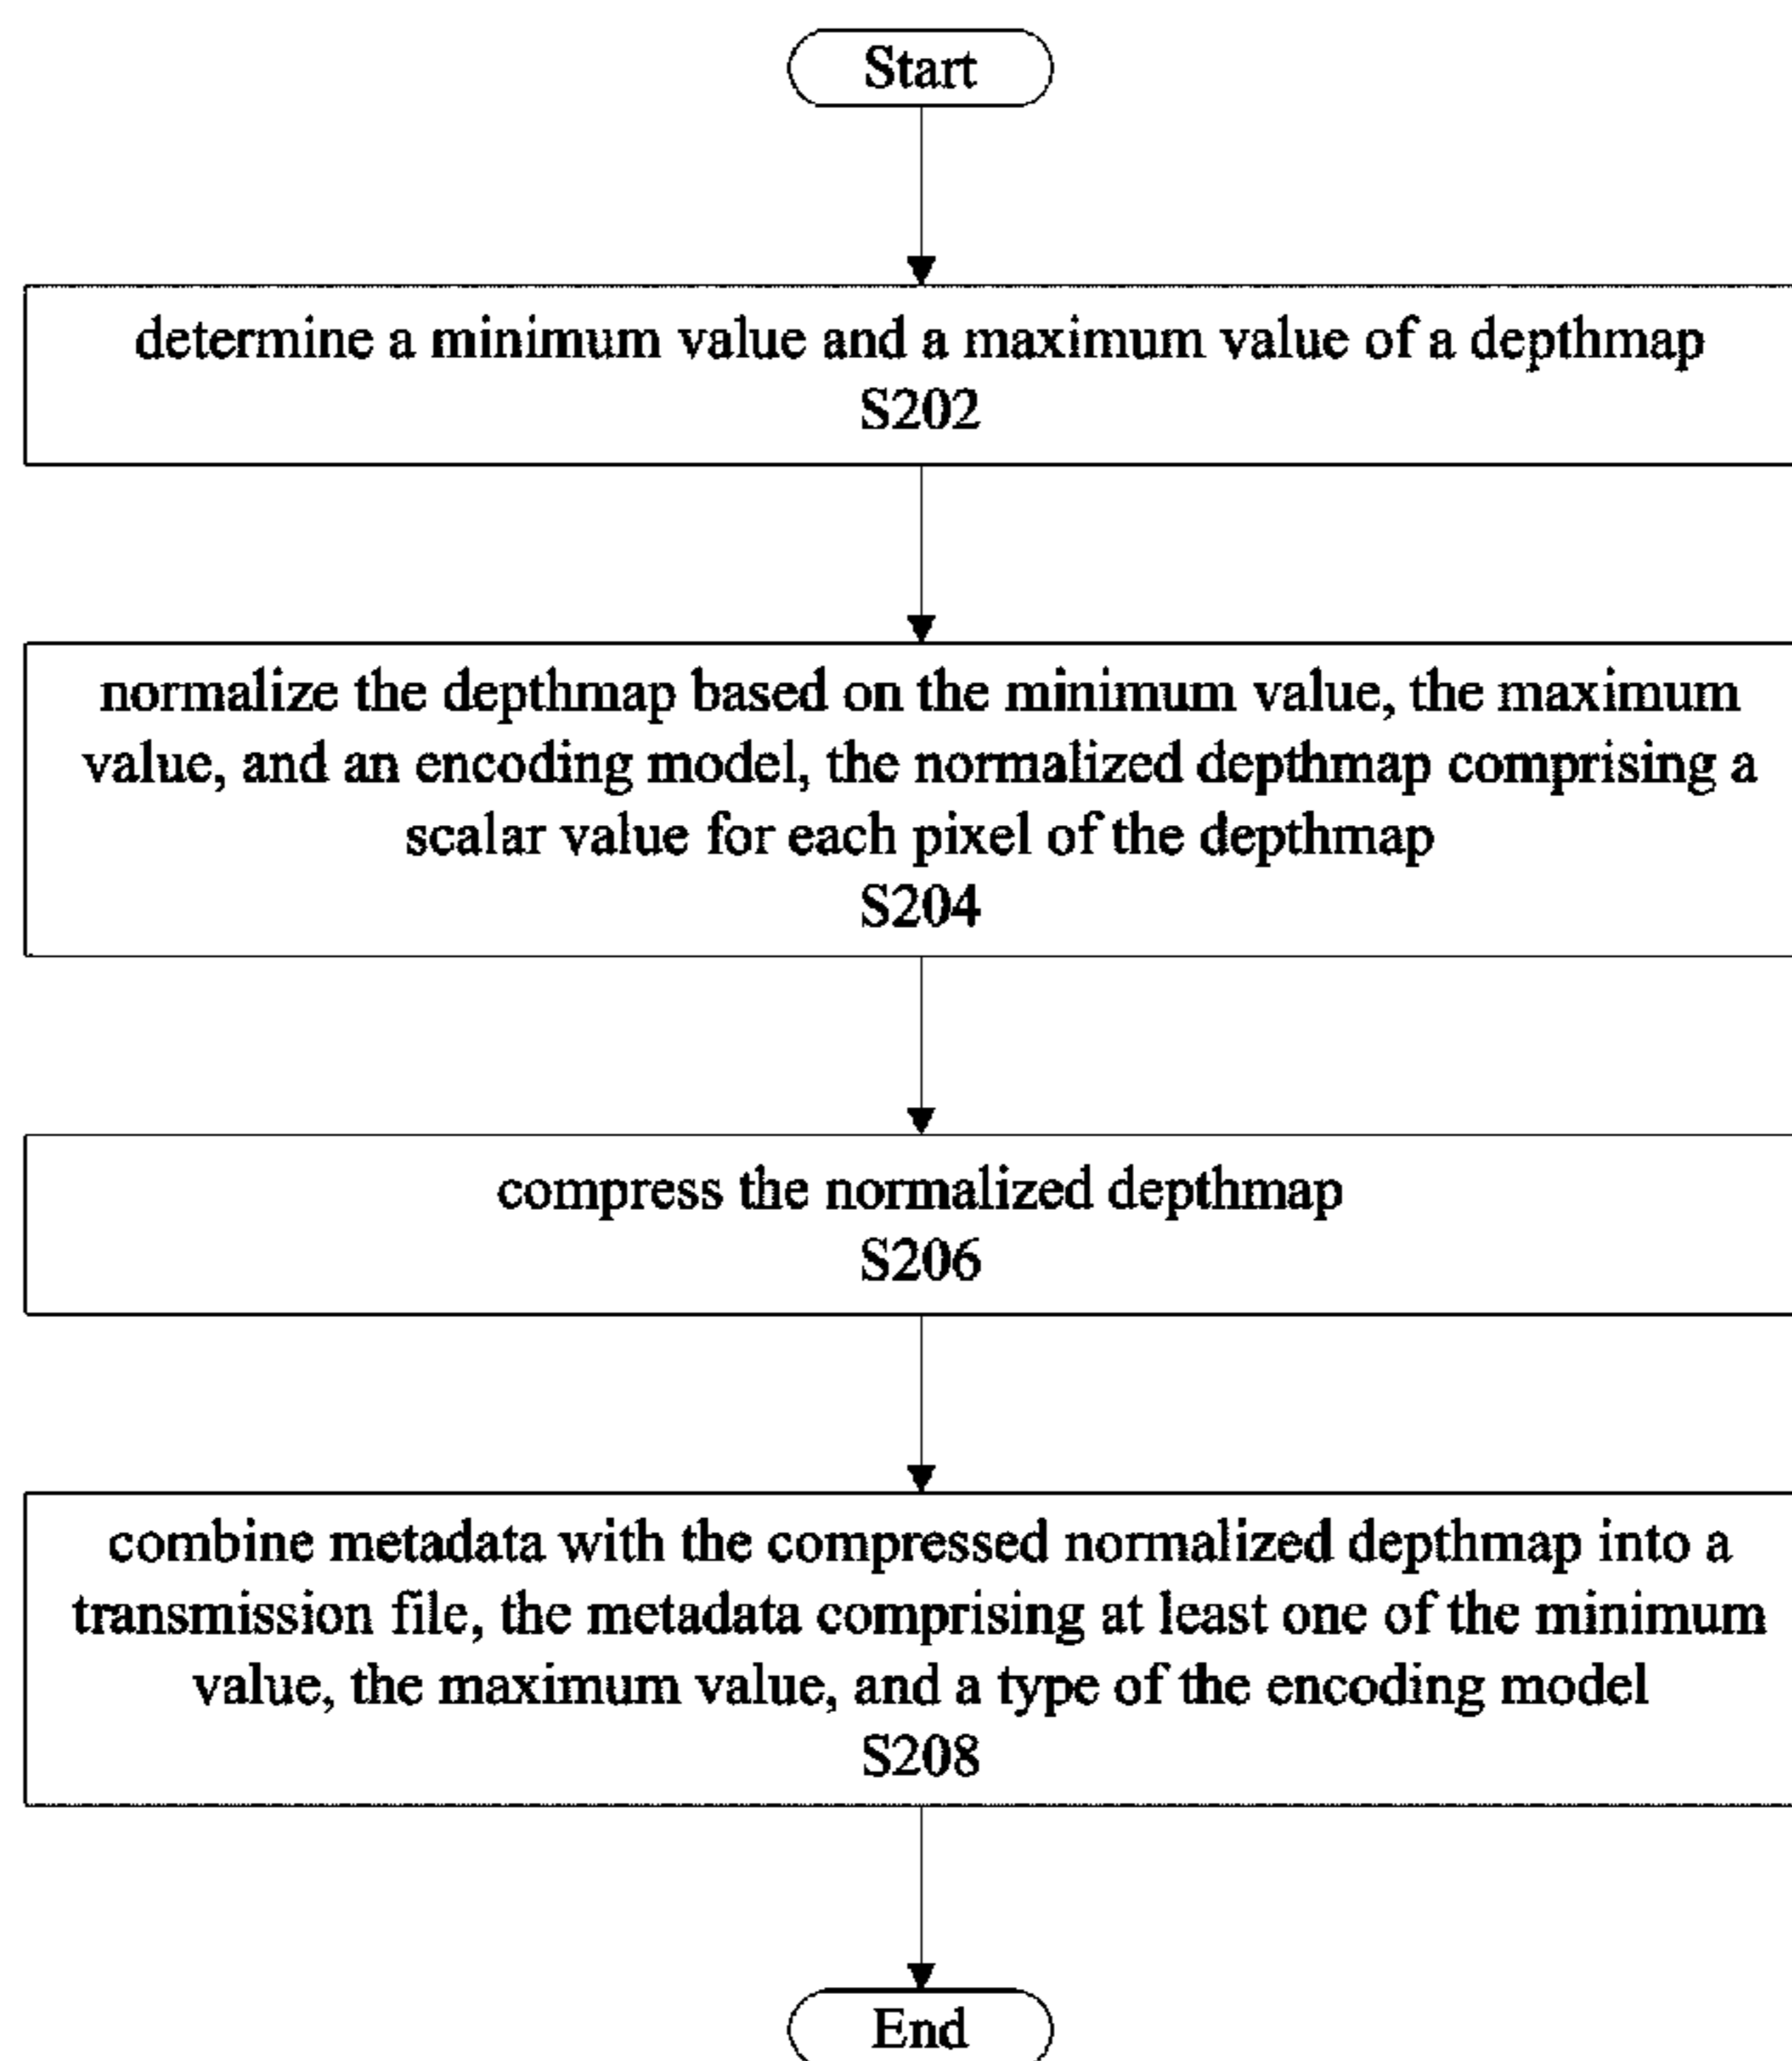 Start
determine a minimum value and a maximum value of a depthmap
S202
normalize the depthmap based on the minimum value, the maximum
value, and an encoding model, the normalized depthmap comprising a
scalar value for each pixel of the depthmap
S204
compress the normalized depthmap
S206
combine metadata with the compressed normalized depthmap into a
transmission file, the metadata comprising at least one of the minimum
value, the maximum value, and a type of the encoding model
S208
End